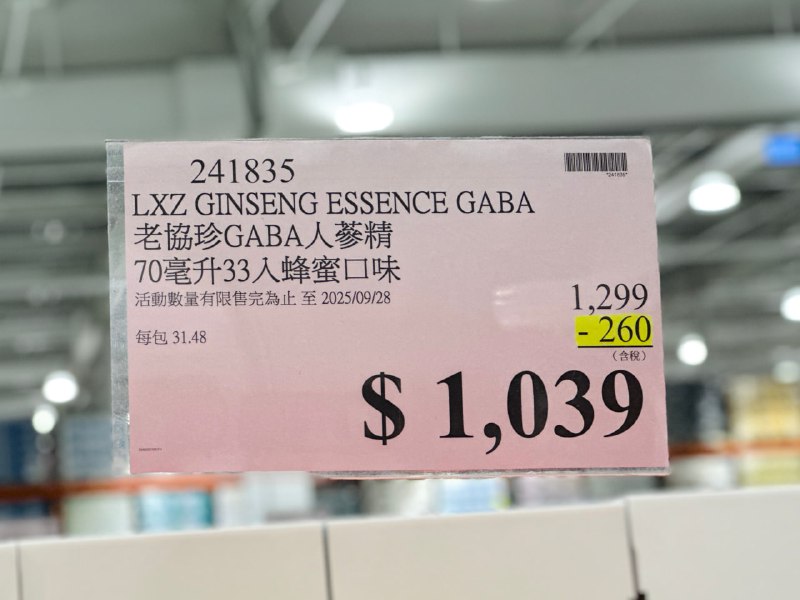 241835
*241835*
LXZ GINSENG ESSENCE GABA
老協珍GABA人蔘精
70毫升33入蜂蜜口味
活動數量有限售完為止 至 2025/09/28
1,299
- 260
每包 31.48
(含稅)
$ 1,039